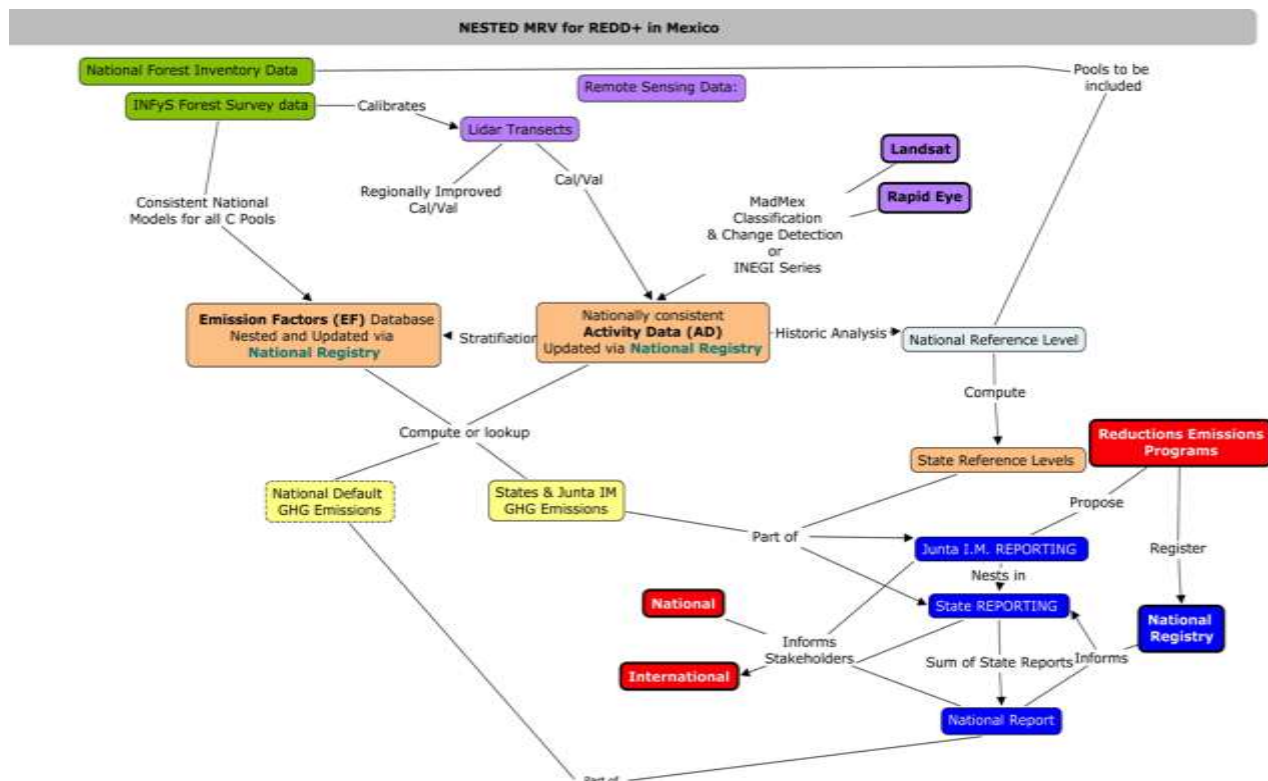 NESTED MRV for REDD+ in Mexico
National Forest Inventory Data
Pools to be
included
Remote Sensing Data:
INFyS Forest Survey data
Calibrates
Lidar Transects
Landsat
Rapid Eye
Regionally Improved
Cal/Val
Cal/Val
Consistent National
Models for all C Pools
MadMex
Classification
& Change Detection
or
INEGI Series
Emission Factors (EF) Database
Nested and Updated via
National Registry
Stratifiation
Nationally consistent
Activity Data (AD)
Updated via National Registry
Historic Analysis
National Reference Level
Compute
Compute or lookup
State Reference Levels
Reductions Emissions
Programs
National Default
GHG Emissions
States & Junta IM
GHG Emissions
Propose
Part of
Junta I.M. REPORTING
Register
Nests in
National
State REPORTING
National
Registry
Informs
Stakeholders
Sum of State Reports
Informs
International
National Report
Part of